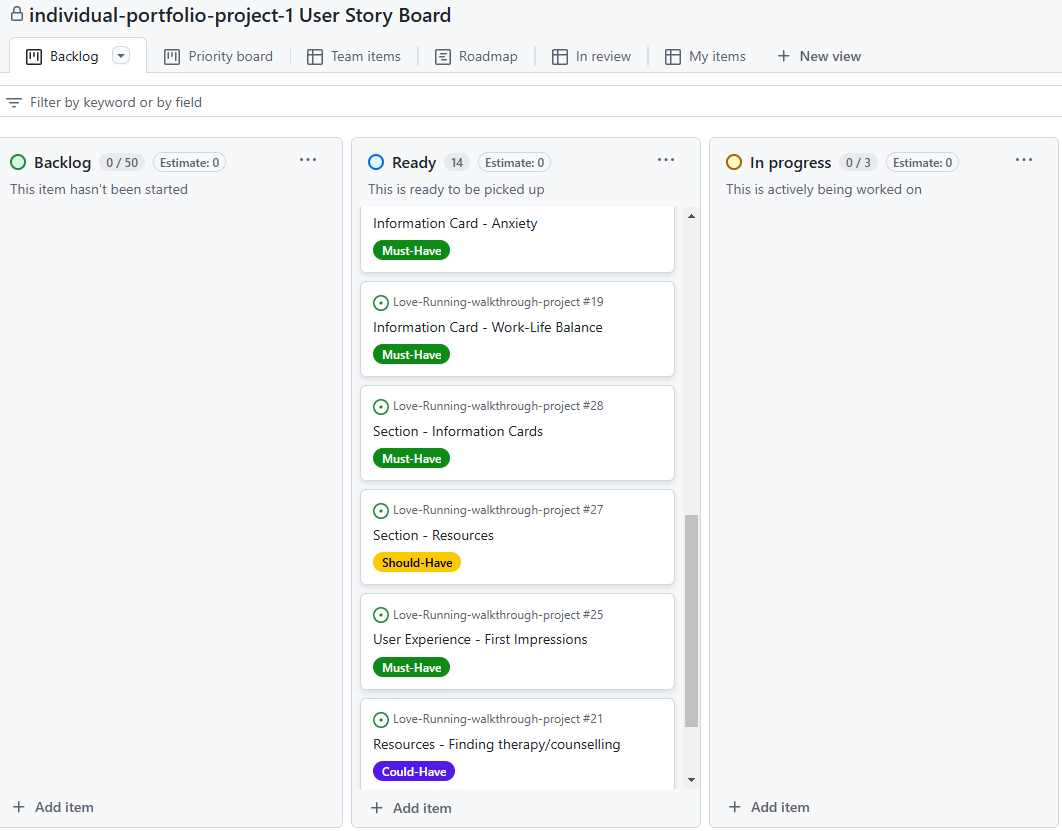 individual-portfolio-project-1 User Story Board
Backlog
Priority board
Team items
Roadmap
In review
My items
+ New view
Filter by keyword or by field
Backlog 0 / 50 Estimate: 0 ...
This item hasn't been started
+ Add item
Ready 14 Estimate: 0 ...
This is ready to be picked up
Information Card - Anxiety
Must-Have
Love-Running-walkthrough-project #19
Information Card - Work-Life Balance
Must-Have
Love-Running-walkthrough-project #28
Section - Information Cards
Must-Have
Love-Running-walkthrough-project #27
Section - Resources
Should-Have
Love-Running-walkthrough-project #25
User Experience - First Impressions
Must-Have
Love-Running-walkthrough-project #21
Resources - Finding therapy/counselling
Could-Have
+ Add item
In progress 0 / 3 Estimate: 0 ...
This is actively being worked on
+ Add item